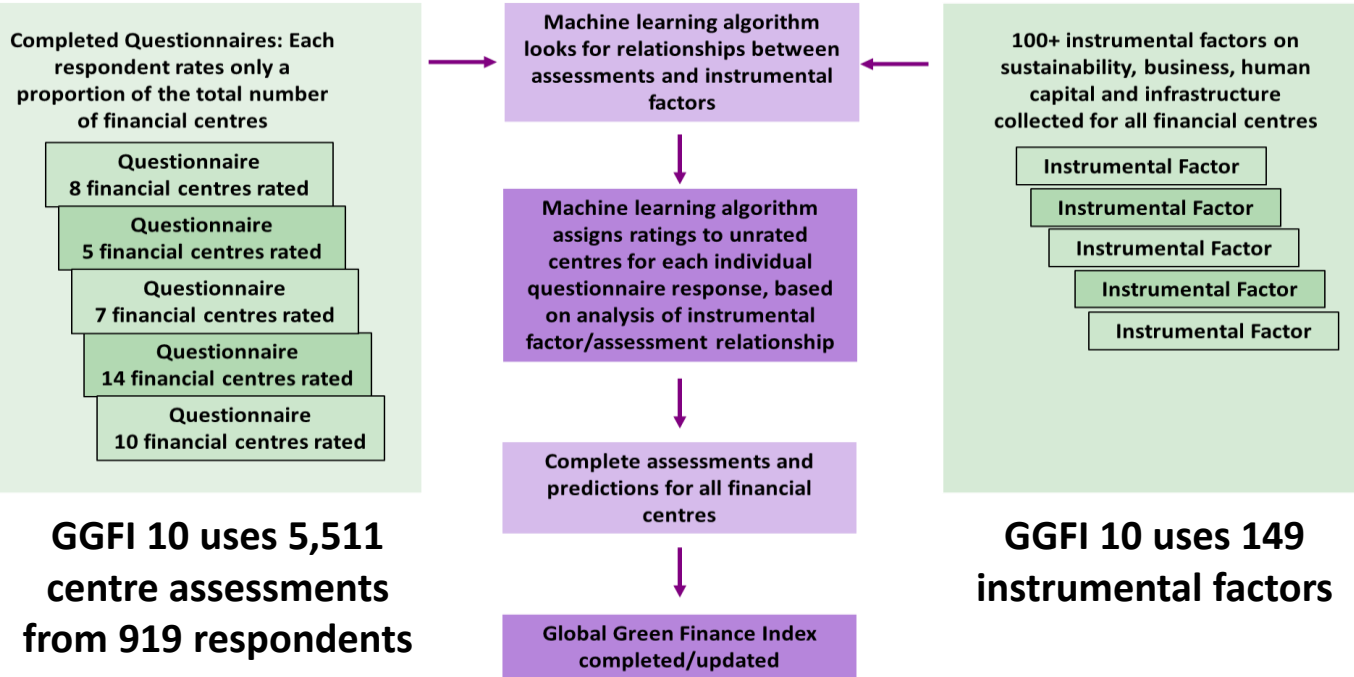 Completed Questionnaires: Each
respondent rates only a
proportion of the total number
of financial centres
Questionnaire
8 financial centres rated
Questionnaire
5 financial centres rated
Questionnaire
7 financial centres rated
Questionnaire
14 financial centres rated
Questionnaire
10 financial centres rated
GGFI 10 uses 5,511
centre assessments
from 919 respondents
Machine learning algorithm
looks for relationships between
assessments and instrumental
factors
Machine learning algorithm
assigns ratings to unrated
centres for each individual
questionnaire response, based
on analysis of instrumental
factor/assessment relationship
Complete assessments and
predictions for all financial
centres
Global Green Finance Index
completed/updated
100+ instrumental factors on
sustainability, business, human
capital and infrastructure
collected for all financial centres
Instrumental Factor
Instrumental Factor
Instrumental Factor
Instrumental Factor
Instrumental Factor
GGFI 10 uses 149
instrumental factors